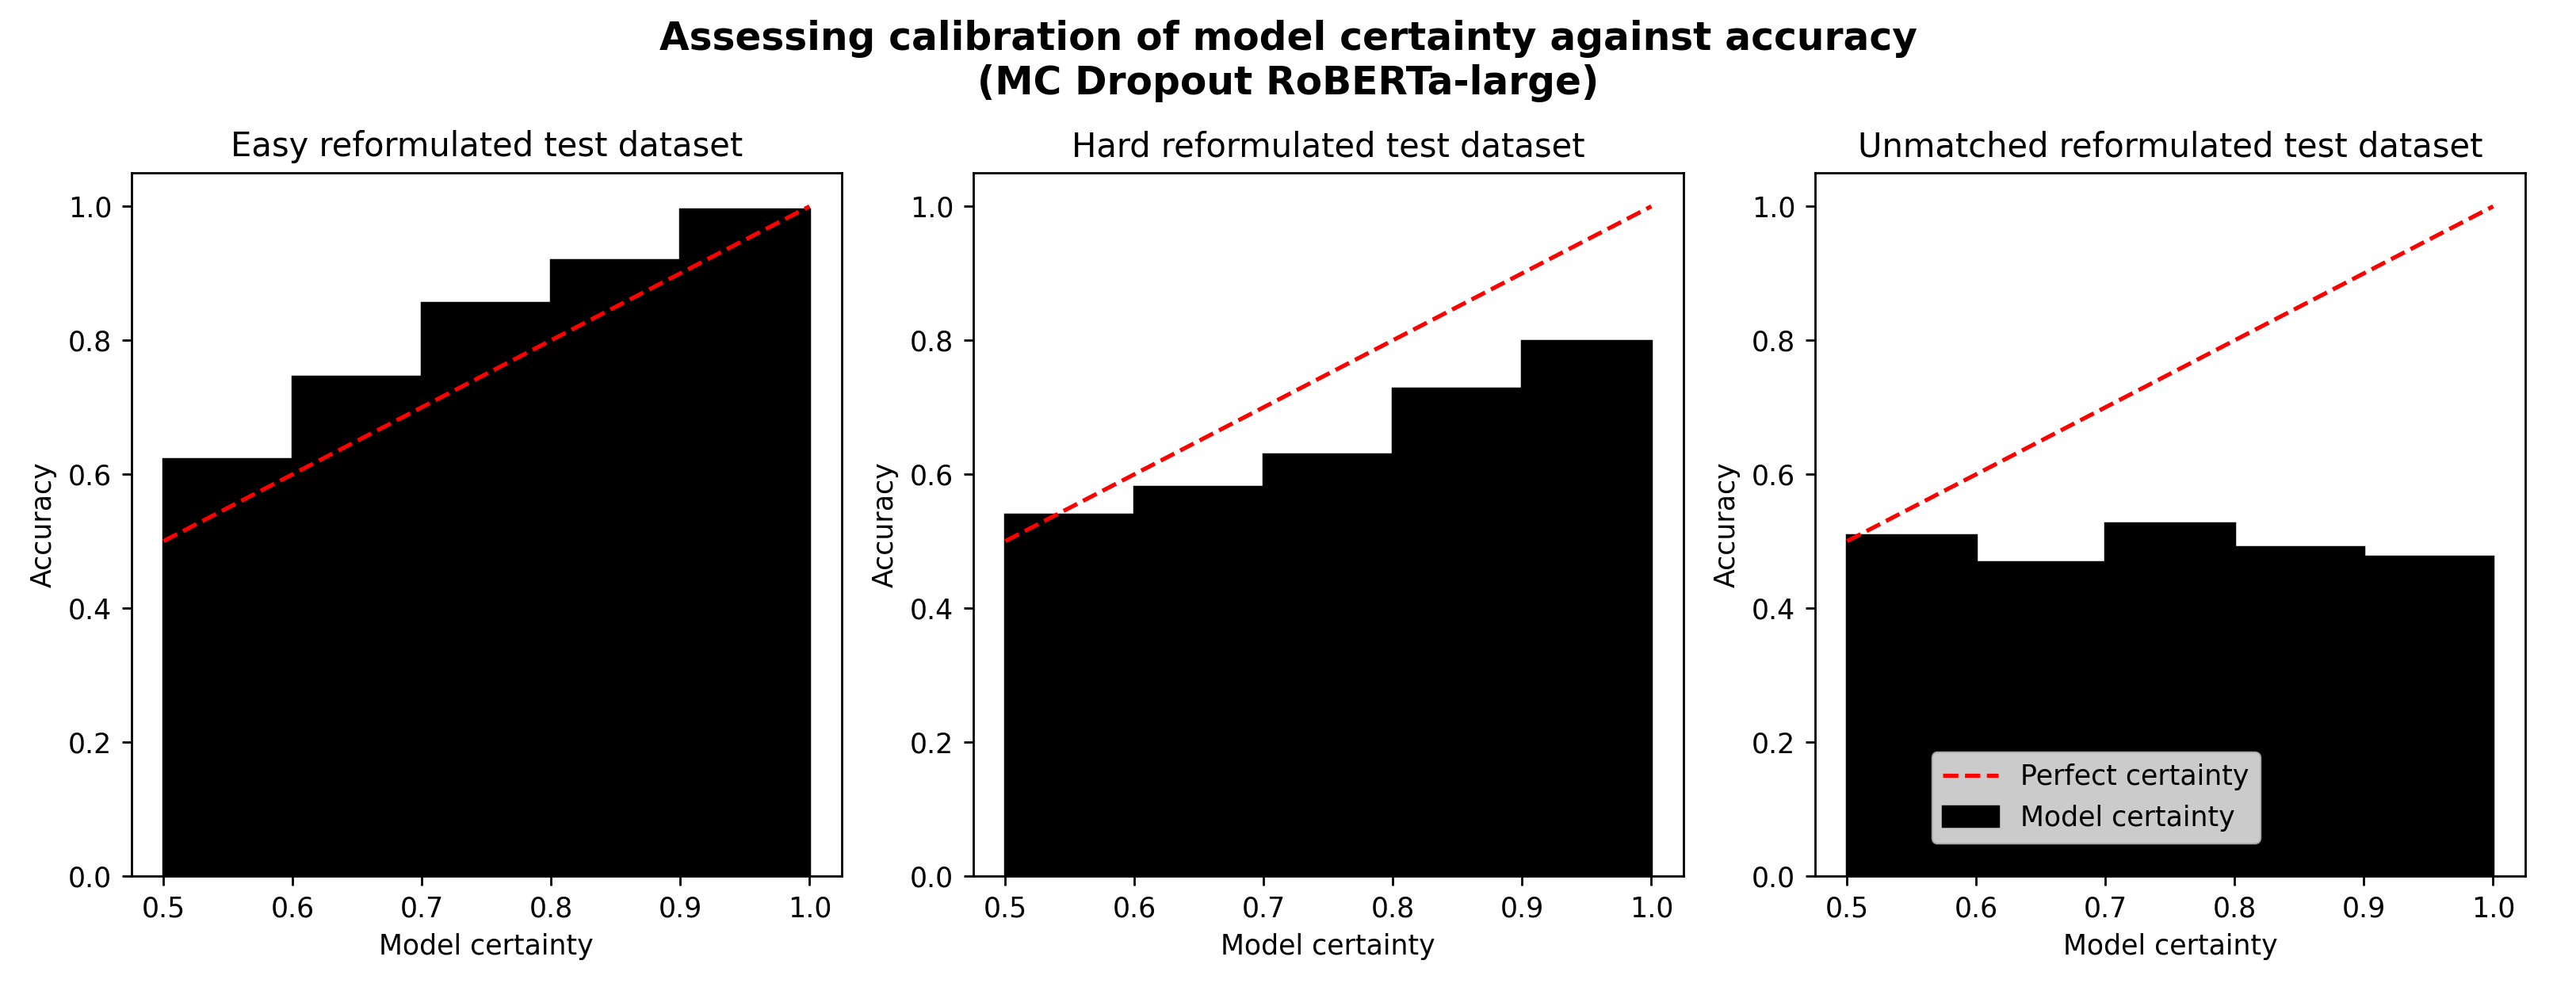 Assessing calibration of model certainty against accuracy
(MC Dropout RoBERTa-large)
Easy reformulated test dataset
1.0
0.8
0.6
0.4
0.2
0.0
Accuracy
0.5 0.6 0.7 0.8 0.9 1.0
Model certainty
Hard reformulated test dataset
1.0
0.8
0.6
0.4
0.2
0.0
Accuracy
0.5 0.6 0.7 0.8 0.9 1.0
Model certainty
Unmatched reformulated test dataset
1.0
0.8
0.6
0.4
0.2
0.0
Accuracy
Perfect certainty
Model certainty
0.5 0.6 0.7 0.8 0.9 1.0
Model certainty